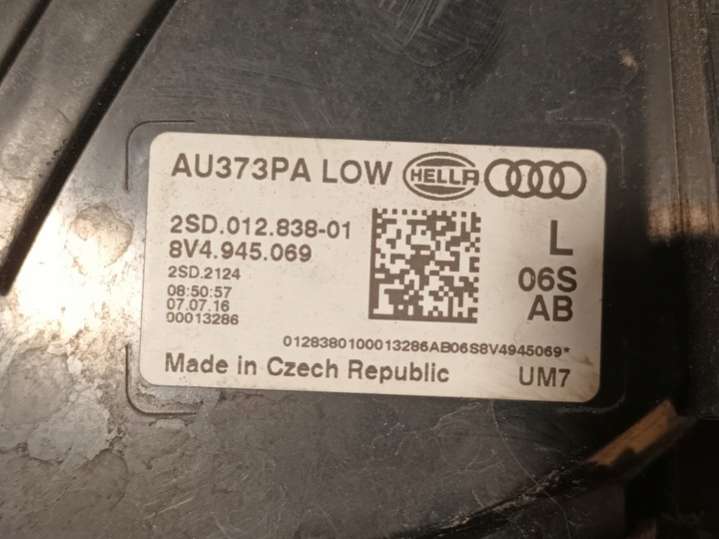 AU373PA LOW HELLA
2SD.012.838-01
8V4.945.069
2SD.2124
08:50:57
07.07.16
00013286
L
06S
AB
0128380100013286AB06S8V4945069*
Made in Czech Republic UM7